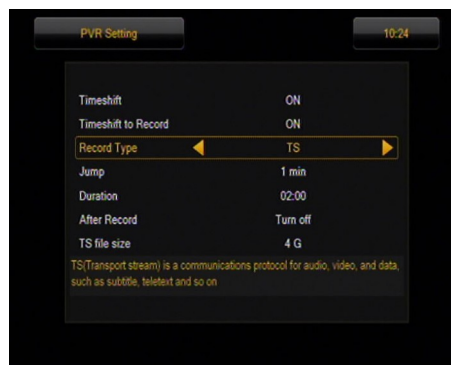 PVR Setting 10:24
Timeshift ON
Timeshift to Record ON
Record Type TS
Jump 1 min
Duration 02:00
After Record Turn off
TS file size 4 G
TS(Transport stream) is a communications protocol for audio, video, and data,
such as subtitle, teletext and so on